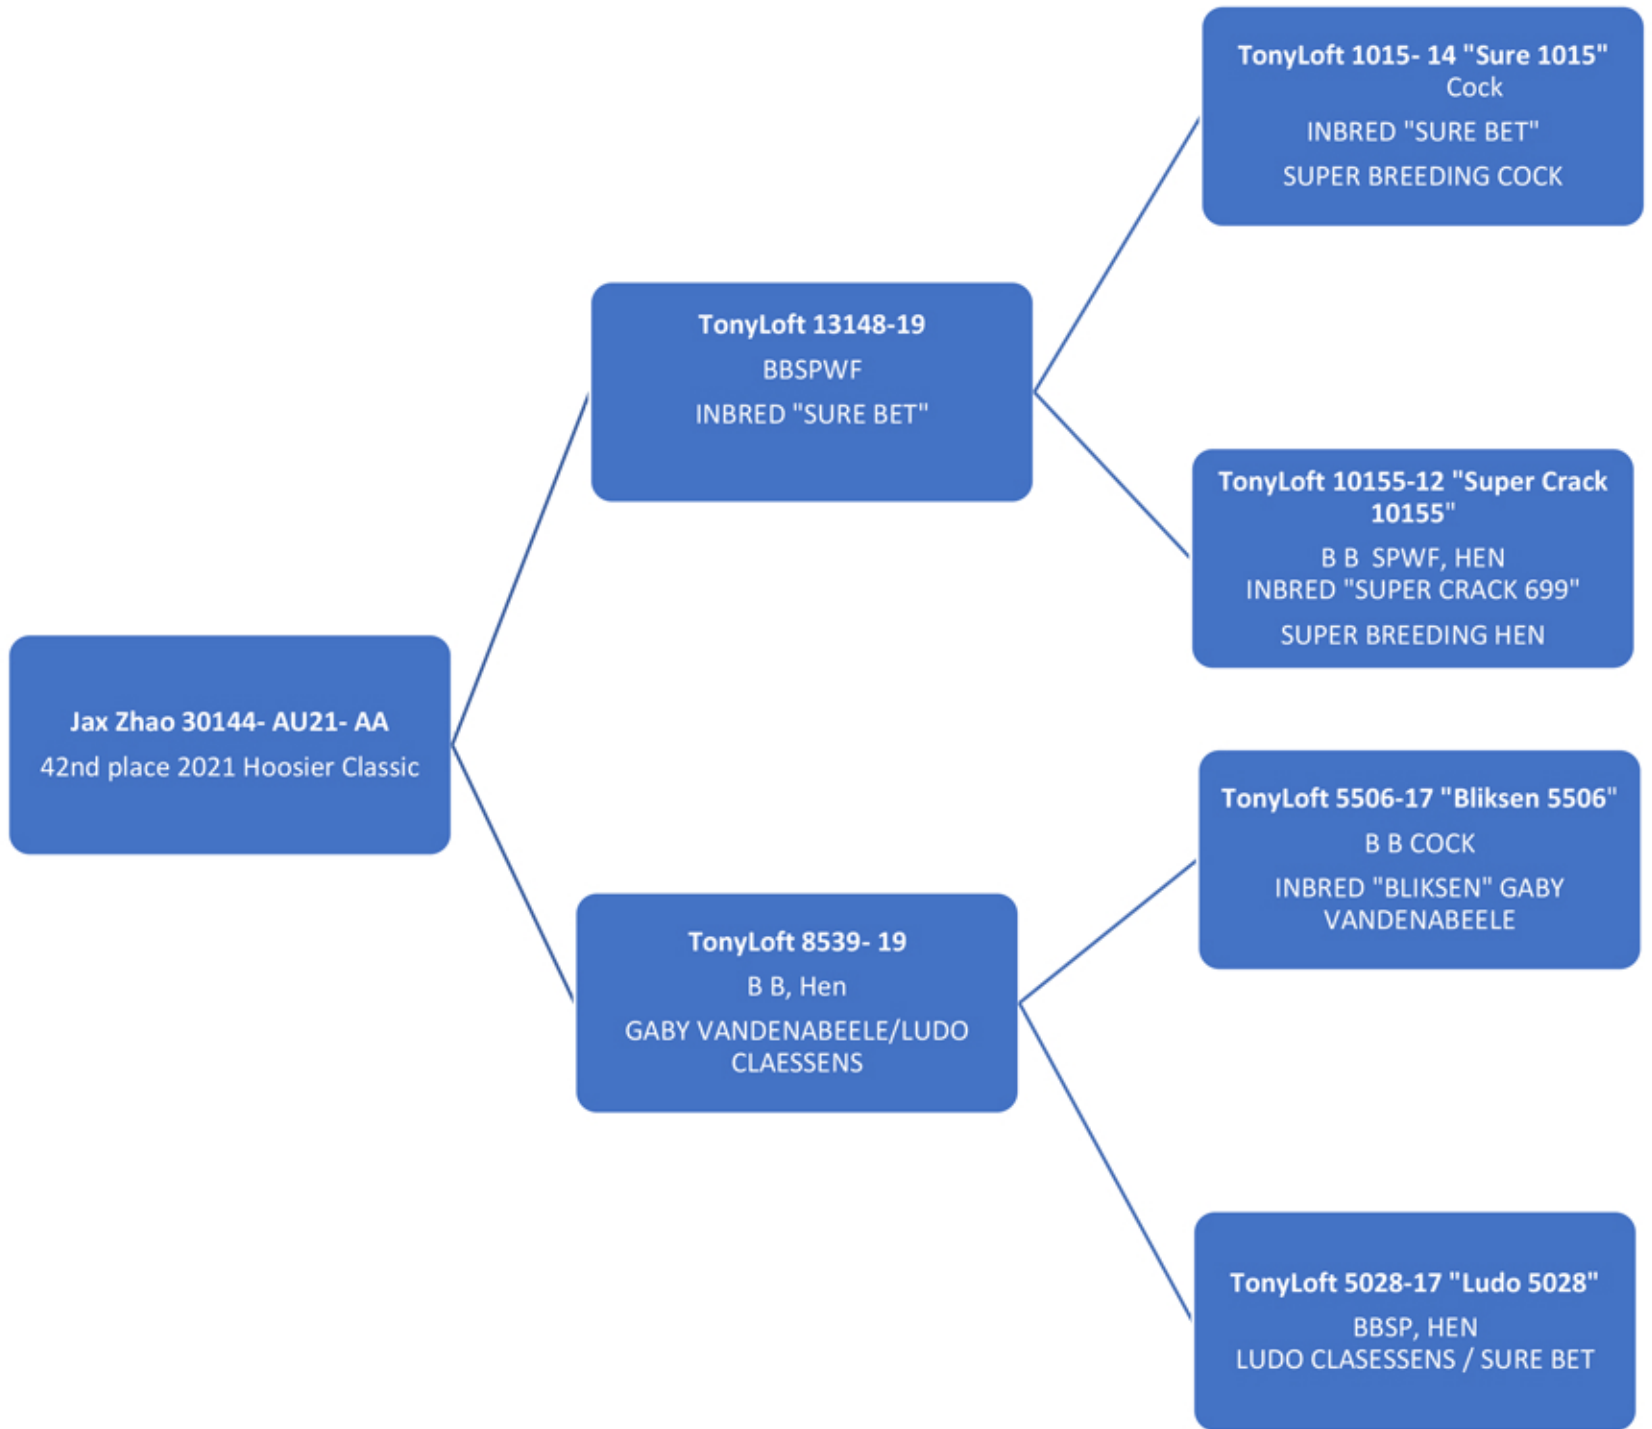 TonyLoft 1015- 14 "Sure 1015"
Cock
INBRED "SURE BET"
SUPER BREEDING COCK
TonyLoft 13148-19
BBSPWF
INBRED "SURE BET"
TonyLoft 10155-12 "Super Crack
10155"
B B  SPWF, HEN
INBRED "SUPER CRACK 699"
SUPER BREEDING HEN
Jax Zhao 30144- AU21- AA
42nd place 2021 Hoosier Classic
TonyLoft 5506-17 "Bliksen 5506"
B B COCK
INBRED "BLIKSEN" GABY
VANDENABEELE
TonyLoft 8539- 19
B B, Hen
GABY VANDENABEELE/LUDO
CLAESSENS
TonyLoft 5028-17 "Ludo 5028"
BBSP, HEN
LUDO CLASESSENS / SURE BET